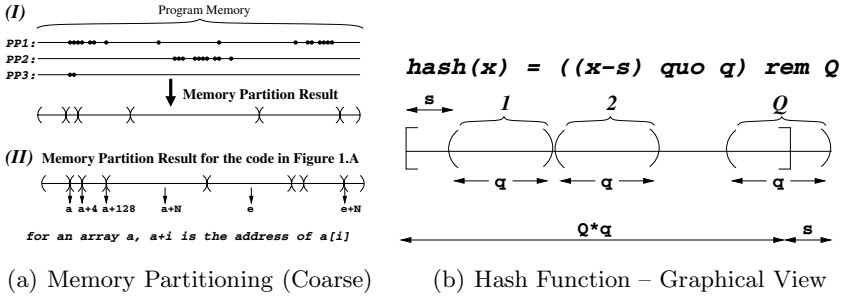 (I)
Program Memory
PP1:
PP2:
PP3:
Memory Partition Result
(II) Memory Partition Result for the code in Figure 1.A
a a+4 a+128 a+N e e+N
for an array a, a+i is the address of a[i]
(a) Memory Partitioning (Coarse)
hash(x) = ((x-s) quo q) rem Q
s 1 2 Q
q q q
Q*q s
(b) Hash Function – Graphical View